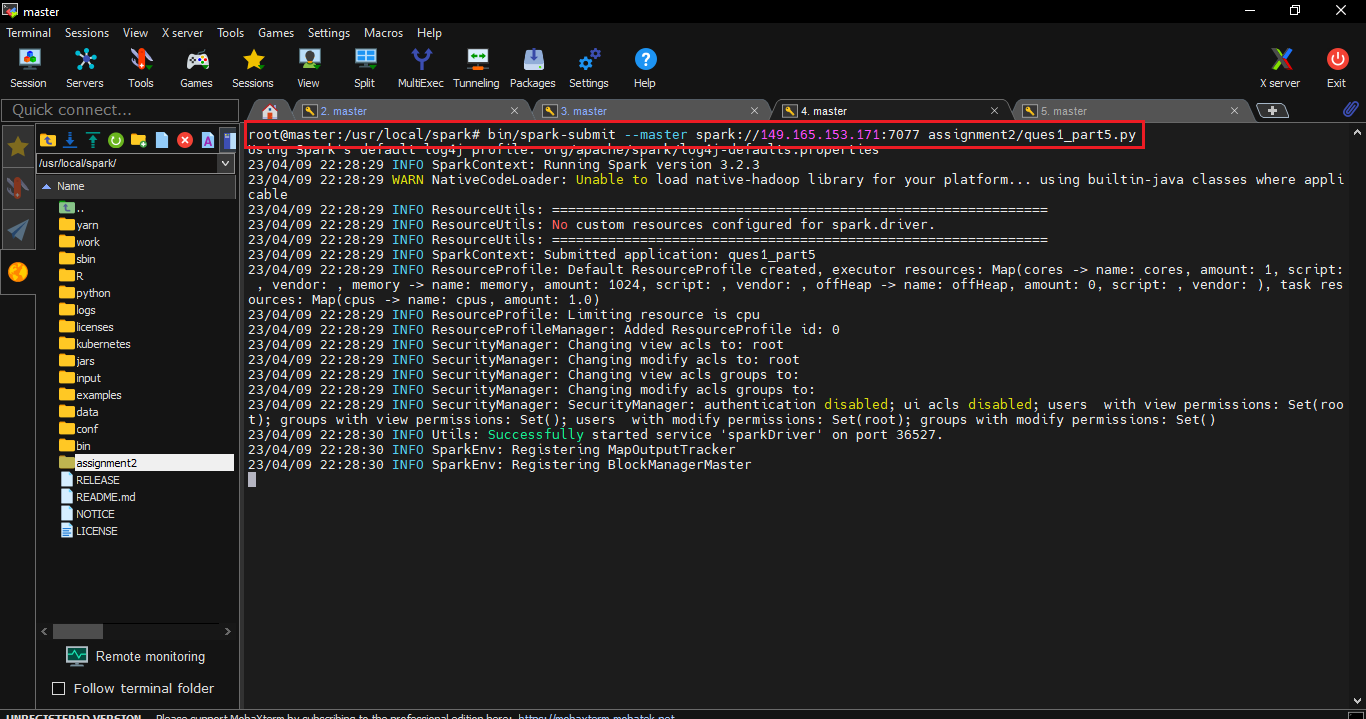 master
Terminal Sessions View X server Tools Games Settings Macros Help
Session Servers Tools Games Sessions View Split MultiExec Tunneling Packages Settings Help X server Exit
Quick connect...
2. master
3. master
4. master
5. master
/usr/local/spark/
Name
..
yarn
work
sbin
R
python
logs
licenses
kubernetes
jars
input
examples
data
conf
bin
assignment2
RELEASE
README.md
NOTICE
LICENSE
Remote monitoring
Follow terminal folder
root@master:/usr/local/spark# bin/spark-submit --master spark://149.165.153.171:7077 assignment2/ques1_part5.py
Using Spark's default log4j profile: org/apache/spark/log4j-defaults.properties
23/04/09 22:28:29 INFO SparkContext: Running Spark version 3.2.3
23/04/09 22:28:29 WARN NativeCodeLoader: Unable to load native-hadoop library for your platform... using builtin-java classes where appli
cable
23/04/09 22:28:29 INFO ResourceUtils: ==============================================================
23/04/09 22:28:29 INFO ResourceUtils: No custom resources configured for spark.driver.
23/04/09 22:28:29 INFO ResourceUtils: ==============================================================
23/04/09 22:28:29 INFO SparkContext: Submitted application: ques1_part5
23/04/09 22:28:29 INFO ResourceProfile: Default ResourceProfile created, executor resources: Map(cores -> name: cores, amount: 1, script:
 , vendor: , memory -> name: memory, amount: 1024, script: , vendor: , offHeap -> name: offHeap, amount: 0, script: , vendor: ), task res
ources: Map(cpus -> name: cpus, amount: 1.0)
23/04/09 22:28:29 INFO ResourceProfile: Limiting resource is cpu
23/04/09 22:28:29 INFO ResourceProfileManager: Added ResourceProfile id: 0
23/04/09 22:28:29 INFO SecurityManager: Changing view acls to: root
23/04/09 22:28:29 INFO SecurityManager: Changing modify acls to: root
23/04/09 22:28:29 INFO SecurityManager: Changing view acls groups to:
23/04/09 22:28:29 INFO SecurityManager: Changing modify acls groups to:
23/04/09 22:28:29 INFO SecurityManager: SecurityManager: authentication disabled; ui acls disabled; users  with view permissions: Set(roo
t); groups with view permissions: Set(); users  with modify permissions: Set(root); groups with modify permissions: Set()
23/04/09 22:28:30 INFO Utils: Successfully started service 'sparkDriver' on port 36527.
23/04/09 22:28:30 INFO SparkEnv: Registering MapOutputTracker
23/04/09 22:28:30 INFO SparkEnv: Registering BlockManagerMaster
UNREGISTERED VERSION - Please support MobaXterm by subscribing to the professional edition here: https://mobaxterm.mobatek.net